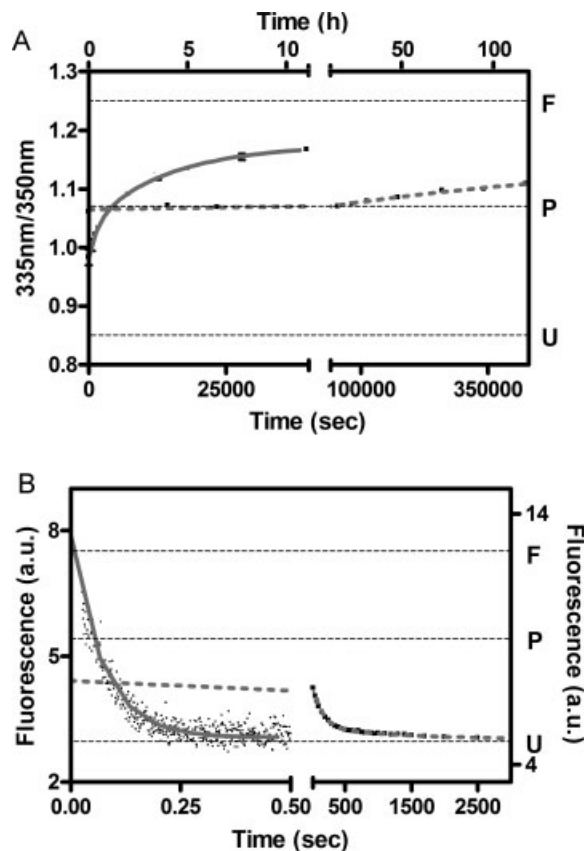 A
Time (h)
0 5 10 50 100
1.3
1.2
1.1
1.0
0.9
0.8
335nm/350nm
F
P
U
0 25000 100000 350000
Time (sec)
B
8
5
2
Fluorescence (a.u.)
14
4
Fluorescence (a.u.)
F
P
U
0.00 0.25 0.50 500 1500 2500
Time (sec)